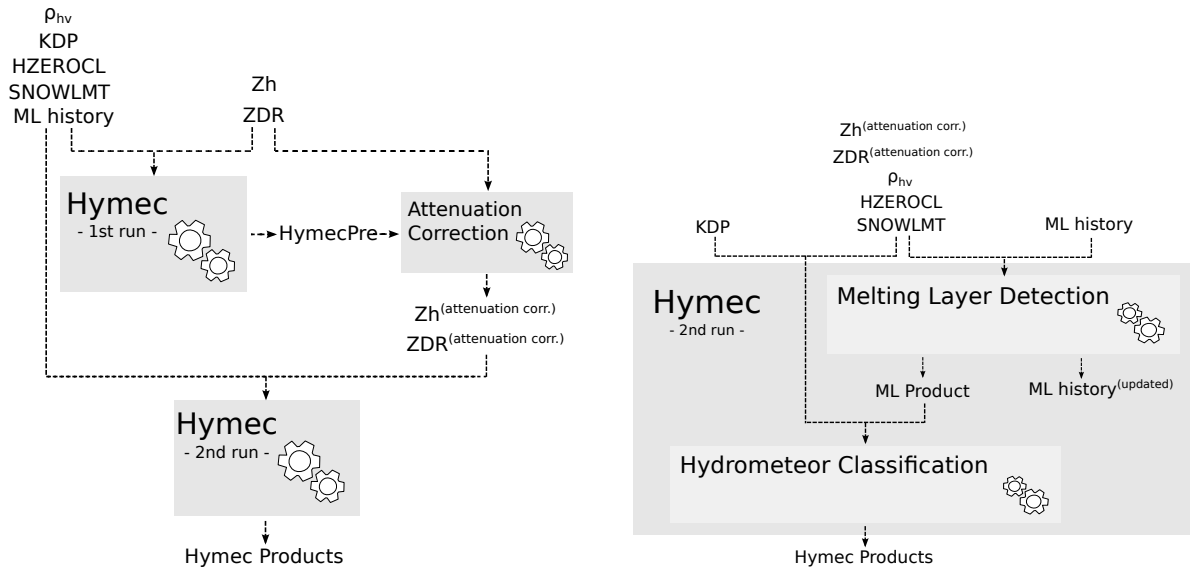 ρhv
KDP
HZEROCL
SNOWLMT
ML history
Zh
ZDR
Hymec
- 1st run -
HymecPre
Attenuation
Correction
Zh(attenuation corr.)
ZDR(attenuation corr.)
Hymec
- 2nd run -
Hymec Products
Zh(attenuation corr.)
ZDR(attenuation corr.)
ρhv
HZEROCL
SNOWLMT
KDP
ML history
Hymec
- 2nd run -
Melting Layer Detection
ML Product
ML history(updated)
Hydrometeor Classification
Hymec Products